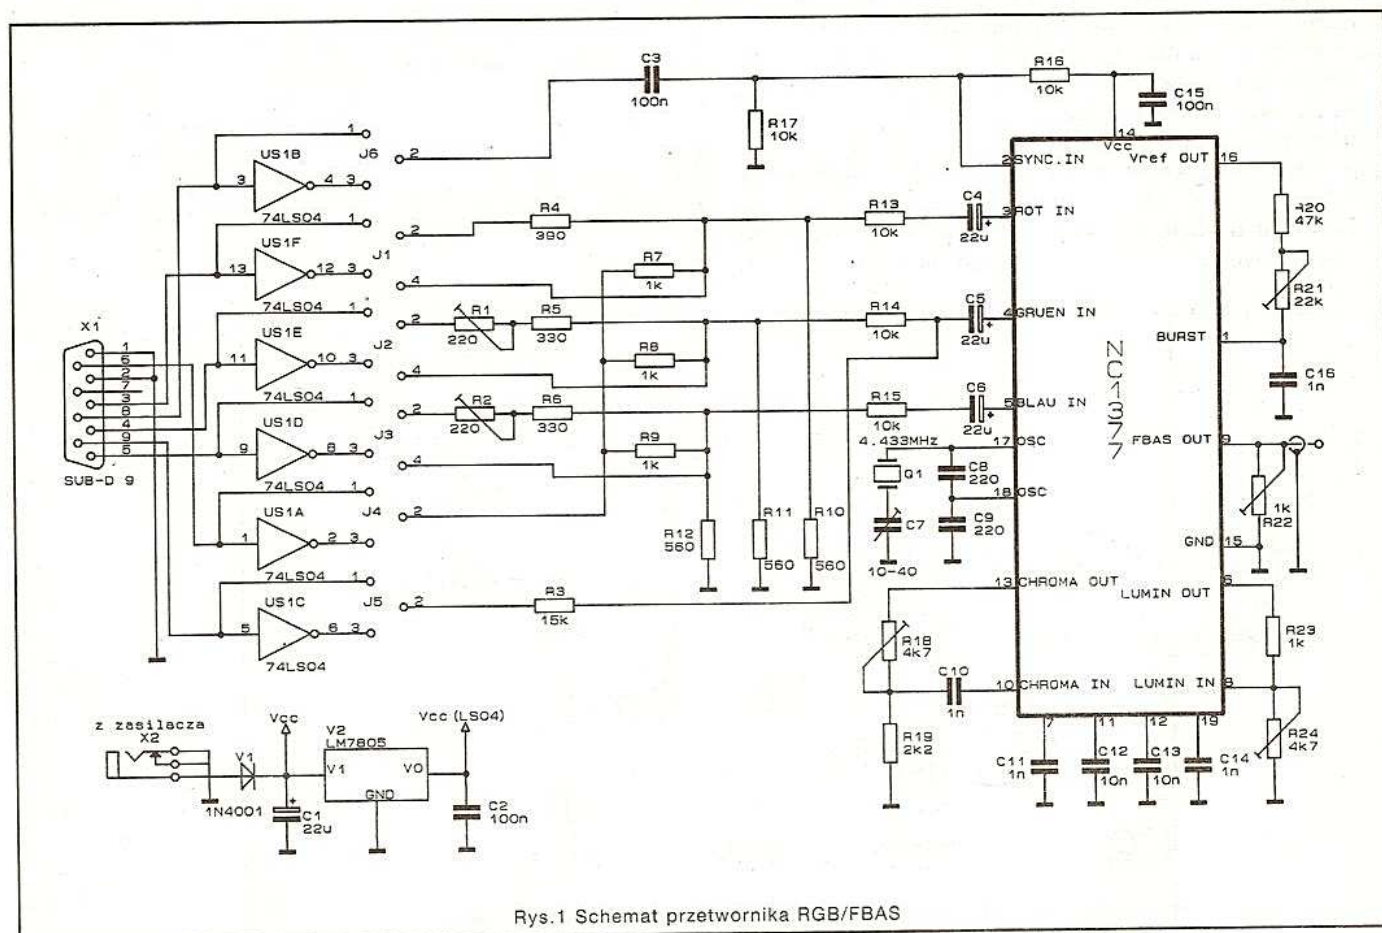 C3
100n
R17
10k
R16
10k
C15
100n
14
Vcc
2 SYNC.IN
Vref OUT 16
1
J6
2
US1B
3 4 3
74LS04
1
2
R4
390
R13
10k
C4
22u
3 ROT IN
R20
47k
US1F
13 12 3
J1
4
R7
1k
R21
22k
74LS04
1
2
R1
220
R5
330
R14
10k
C5
22u
4 GRUEN IN
BURST 1
X1
1
6
2
7
3
8
4
9
5
SUB-D 9
US1E
11 10 3
J2
4
R8
1k
C16
1n
74LS04
1
2
R2
220
R6
330
R15
10k
C6
22u
5 BLAU IN
US1D
9 8 3
J3
4
R9
1k
4.433MHz
17 OSC
FBAS OUT 9
Q1
C8
220
18 OSC
1k
R22
74LS04
1
J4
2
US1A
1 2 3
R12
560
R11
560
R10
560
C7
10-40
C9
220
GND 15
74LS04
1
J5
2
R3
15k
13 CHROMA OUT
LUMIN OUT 6
US1C
5 6 3
74LS04
R18
4k7
R23
1k
C10
1n
10 CHROMA IN
LUMIN IN 8
R19
2k2
R24
4k7
7
11
12
19
C11
1n
C12
10n
C13
10n
C14
1n
z zasilacza
X2
V1
1N4001
Vcc
C1
22u
V2
LM7805
V1 VO
GND
Vcc (LS04)
C2
100n
Rys.1 Schemat przetwornika RGB/FBAS